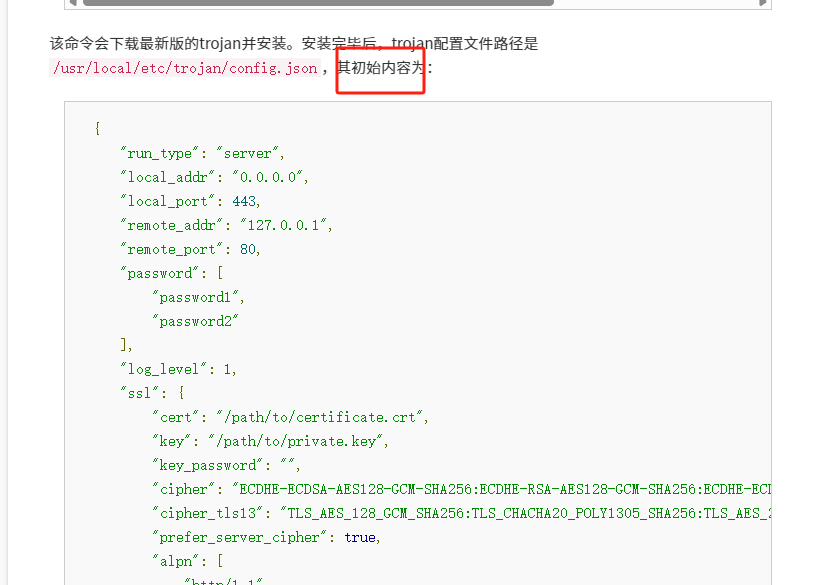 该命令会下载最新版的trojan并安装。安装完毕后，trojan配置文件路径是
/usr/local/etc/trojan/config.json，其初始内容为：
{
"run_type": "server",
"local_addr": "0.0.0.0",
"local_port": 443,
"remote_addr": "127.0.0.1",
"remote_port": 80,
"password": [
"password1",
"password2"
],
"log_level": 1,
"ssl": {
"cert": "/path/to/certificate.crt",
"key": "/path/to/private.key",
"key_password": "",
"cipher": "ECDHE-ECDSA-AES128-GCM-SHA256:ECDHE-RSA-AES128-GCM-SHA256:ECDHE-
"cipher_tls13": "TLS_AES_128_GCM_SHA256:TLS_CHACHA20_POLY1305_SHA256:TLS_AES_
"prefer_server_cipher": true,
"alpn": [
"http/1.1"